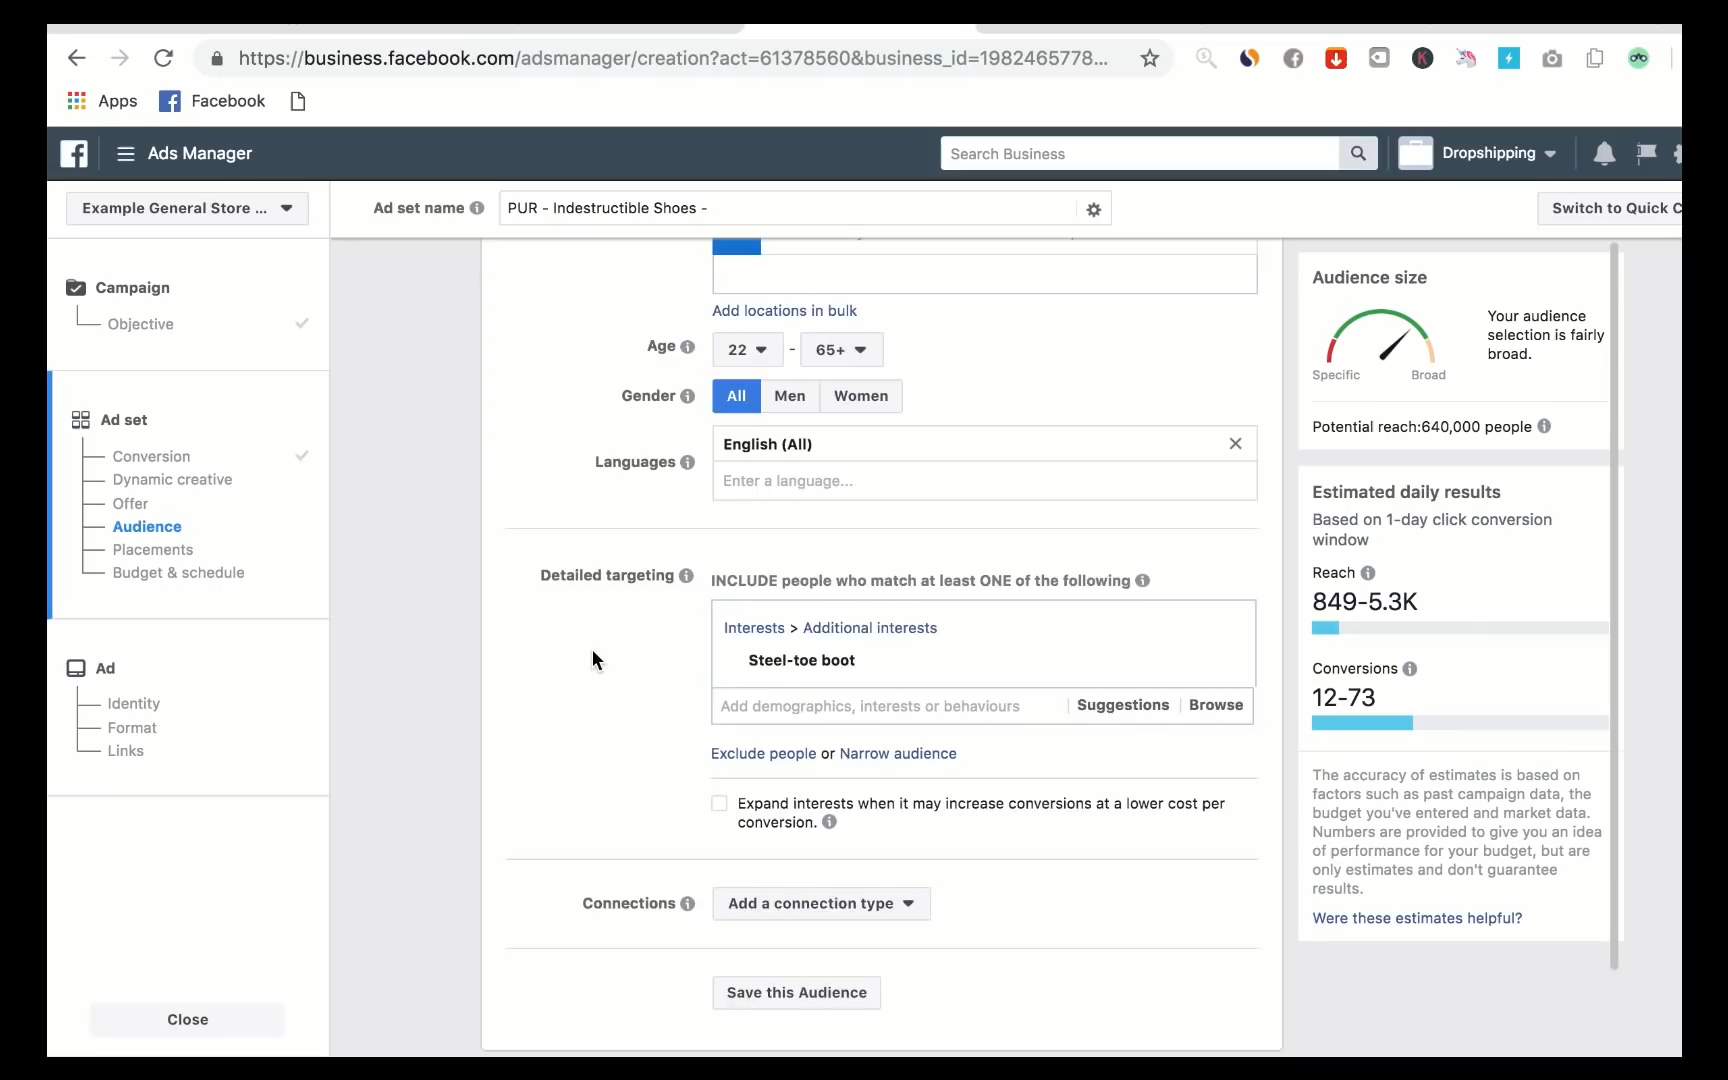 https://business.facebook.com/adsmanager/creation?act=61378560&business_id=1982465778...
Apps
Facebook
Ads Manager
Search Business
Dropshipping
Example General Store ...
Ad set name
PUR - Indestructible Shoes -
Switch to Quick C
Campaign
Objective
Ad set
Conversion
Dynamic creative
Offer
Audience
Placements
Budget & schedule
Ad
Identity
Format
Links
Close
Add locations in bulk
Age
22
-
65+
Gender
All
Men
Women
Languages
English (All)
Enter a language...
Detailed targeting
INCLUDE people who match at least ONE of the following
Interests > Additional interests
Steel-toe boot
Add demographics, interests or behaviours
Suggestions
Browse
Exclude people or Narrow audience
Expand interests when it may increase conversions at a lower cost per
conversion.
Connections
Add a connection type
Save this Audience
Audience size
Specific
Broad
Your audience
selection is fairly
broad.
Potential reach:640,000 people
Estimated daily results
Based on 1-day click conversion
window
Reach
849-5.3K
Conversions
12-73
The accuracy of estimates is based on
factors such as past campaign data, the
budget you've entered and market data.
Numbers are provided to give you an idea
of performance for your budget, but are
only estimates and don't guarantee
results.
Were these estimates helpful?